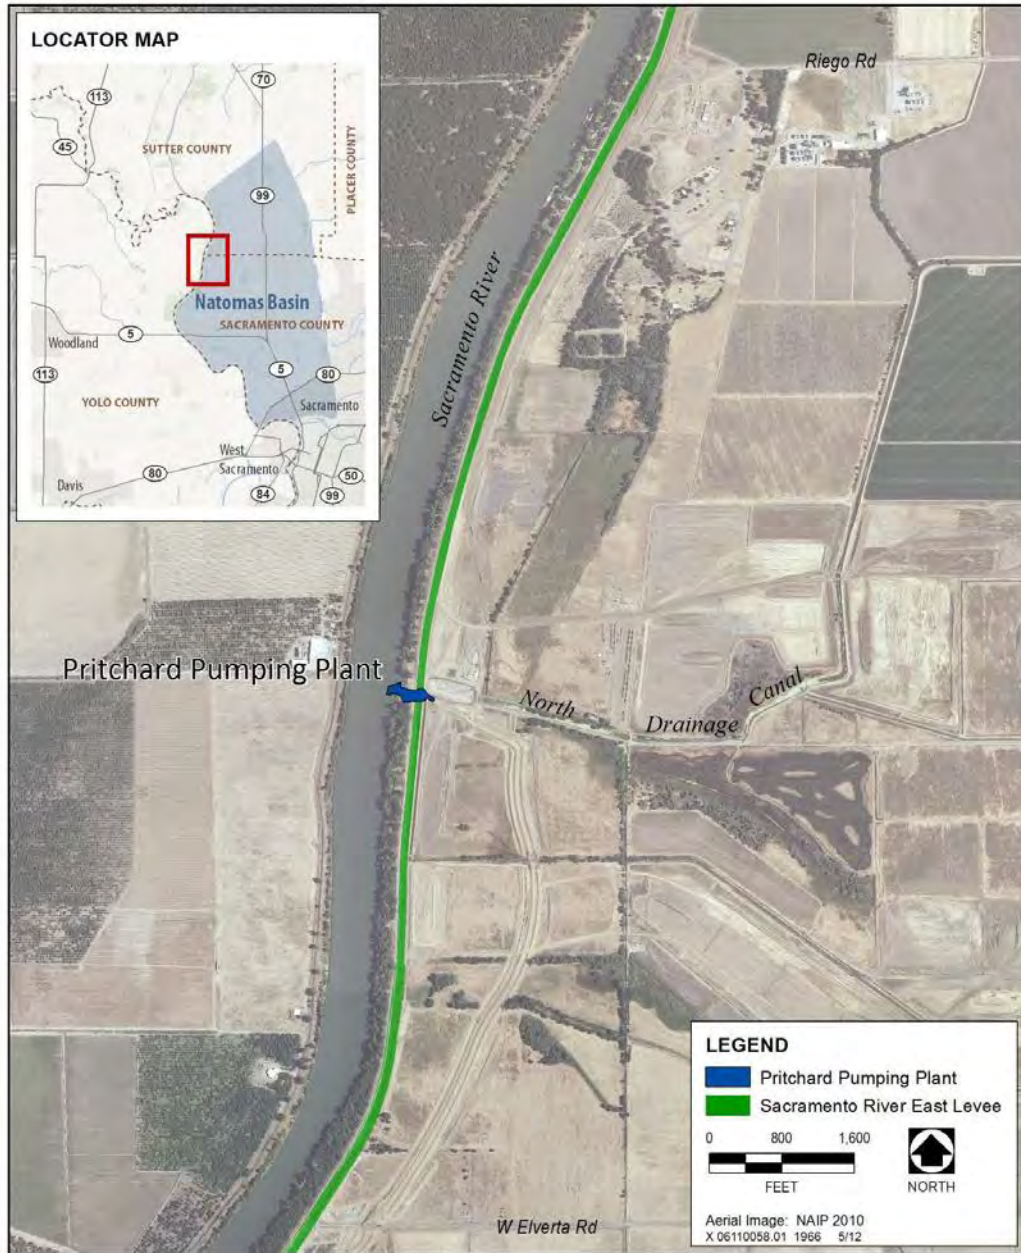 LOCATOR MAP
70
113
45
SUTTER COUNTY
PLACER COUNTY
99
Natomas Basin
SACRAMENTO COUNTY
5
Woodland
113
5
80
YOLO COUNTY
Sacramento
West
Sacramento
80
50
Davis
84
99
Riego Rd
Sacramento River
Pritchard Pumping Plant
North
Drainage
Canal
LEGEND
Pritchard Pumping Plant
Sacramento River East Levee
0 800 1,600
FEET
NORTH
Aerial Image: NAIP 2010
X 06110058.01 1966 5/12
W Elverta Rd